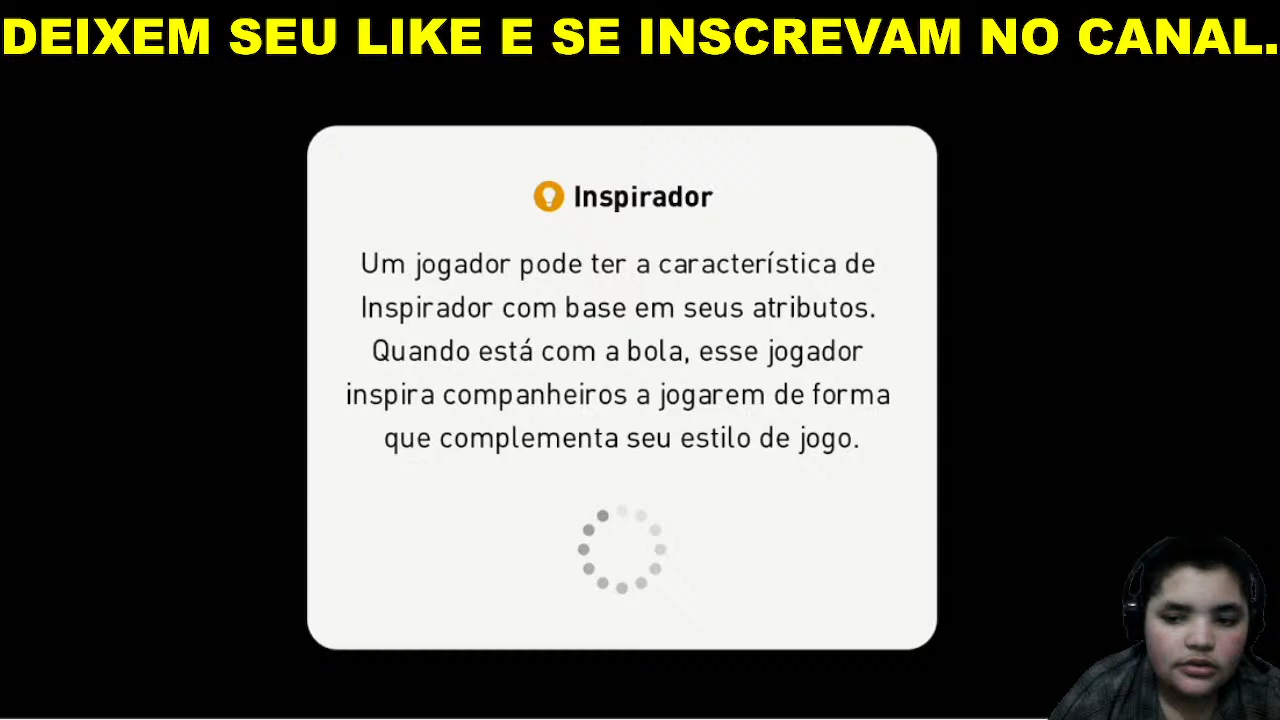 DEIXEM SEU LIKE E SE INSCREVAM NO CANAL.
Inspirador
Um jogador pode ter a característica de
Inspirador com base em seus atributos.
Quando está com a bola, esse jogador
inspira companheiros a jogarem de forma
que complementa seu estilo de jogo.